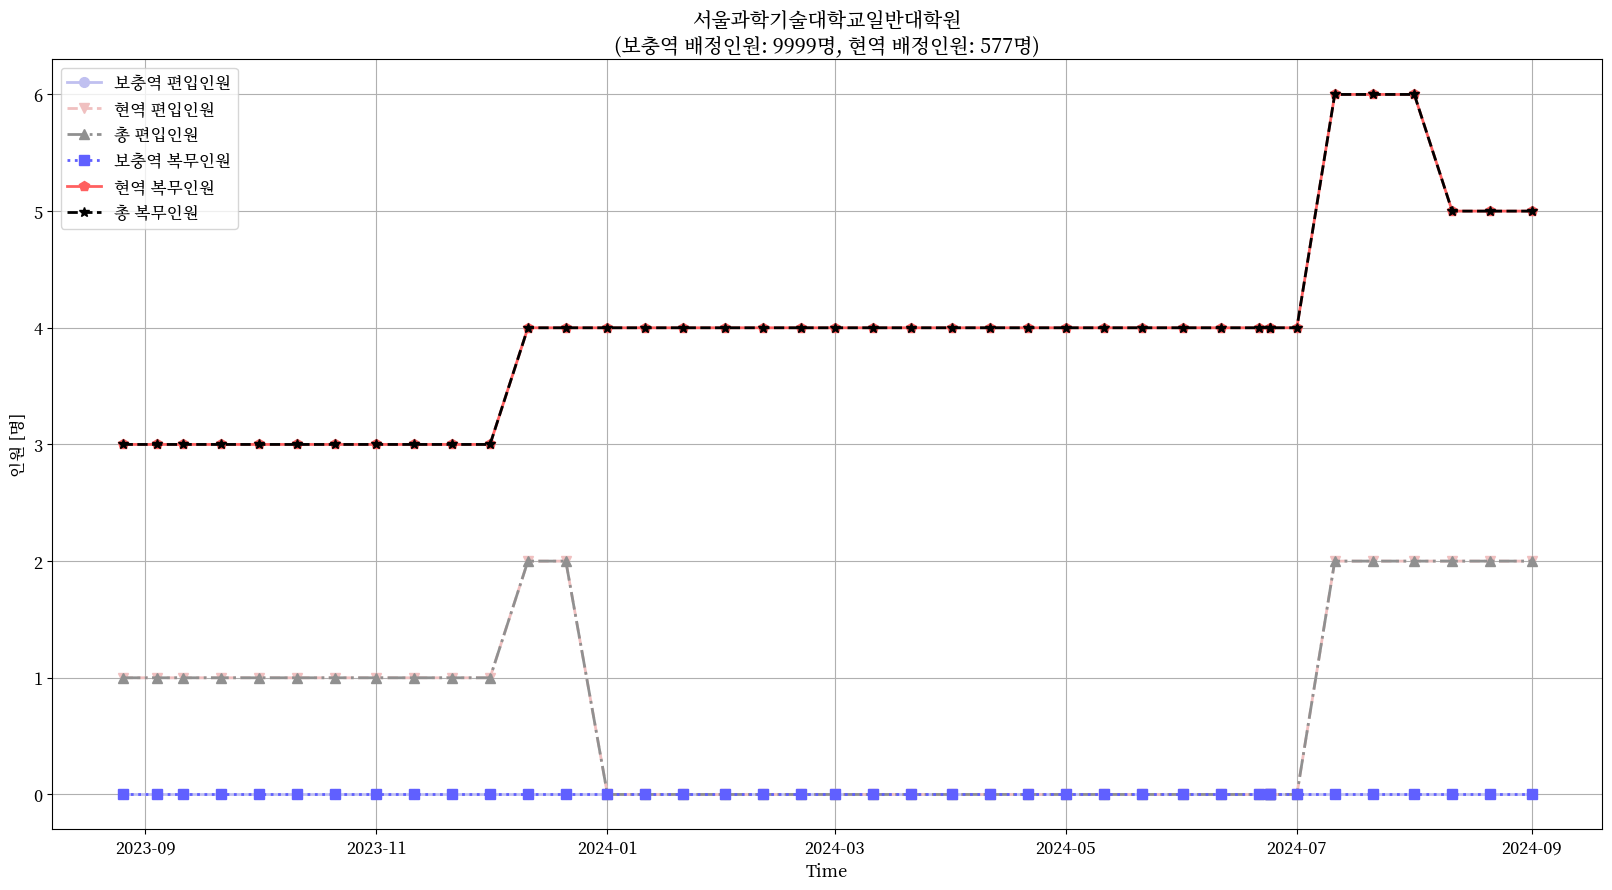 서울과학기술대학교일반대학원
(보충역 배정인원: 9999명, 현역 배정인원: 577명)
보충역 편입인원
현역 편입인원
총 편입인원
보충역 복무인원
현역 복무인원
총 복무인원
인원 [명]
6
5
4
3
2
1
0
2023-09
2023-11
2024-01
2024-03
2024-05
2024-07
2024-09
Time